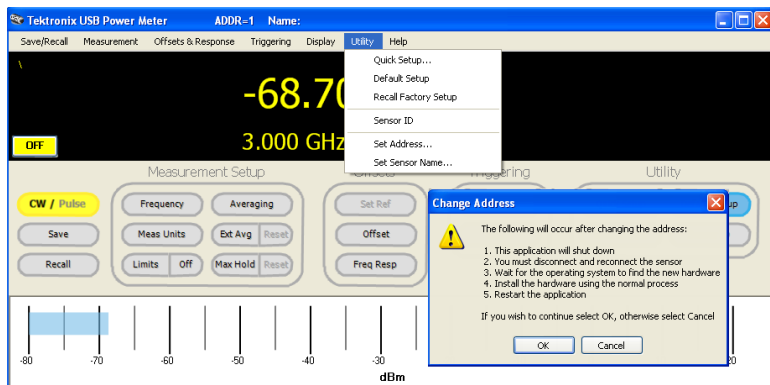 Tektronix USB Power Meter ADDR=1 Name:
Save/Recall Measurement Offsets & Response Triggering Display Utility Help
Quick Setup...
Default Setup
Recall Factory Setup
Sensor ID
Set Address...
Set Sensor Name...
\
-68.70
OFF
3.000 GHz
Measurement Setup
Utility
CW / Pulse
Frequency Averaging
Set Ref
Save
Meas Units
Ext Avg Reset
Offset
Recall
Limits Off
Max Hold Reset
Freq Resp
Change Address
The following will occur after changing the address:
1. This application will shut down
2. You must disconnect and reconnect the sensor
3. Wait for the operating system to find the new hardware
4. Install the hardware using the normal process
5. Restart the application
If you wish to continue select OK, otherwise select Cancel
OK Cancel
-80 -70 -60 -50 -40 -30
dBm